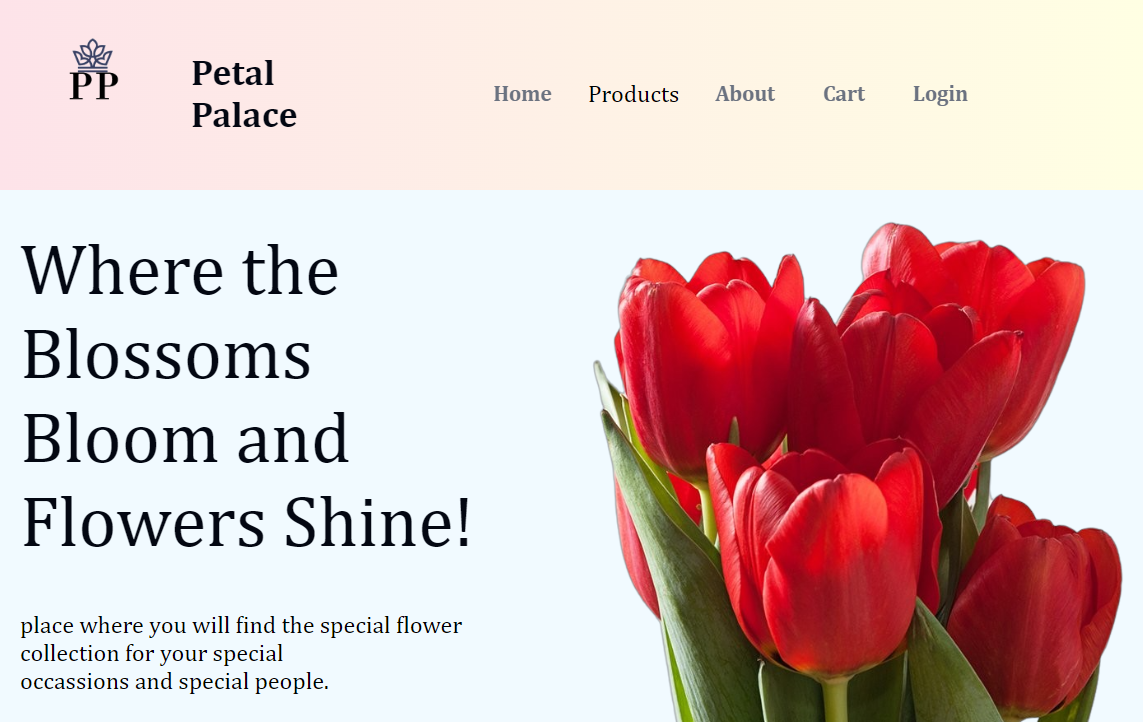 PP
Petal
Palace
Home Products About Cart Login
Where the
Blossoms
Bloom and
Flowers Shine!
place where you will find the special flower
collection for your special
occassions and special people.